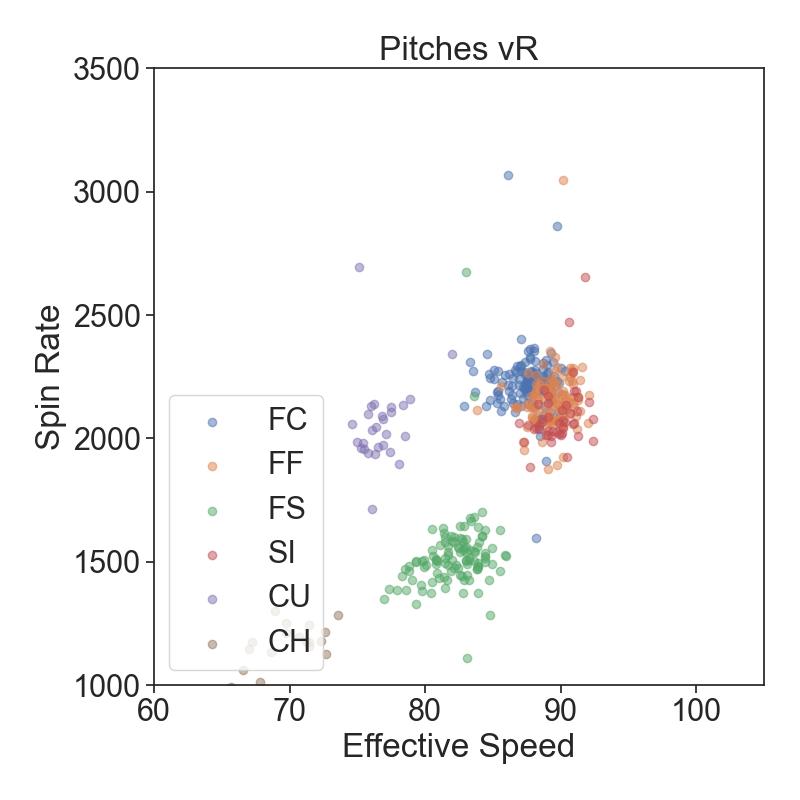 Pitches vR
3500
3000
2500
2000
1500
1000
Spin Rate
FC
FF
FS
SI
CU
CH
60 70 80 90 100
Effective Speed